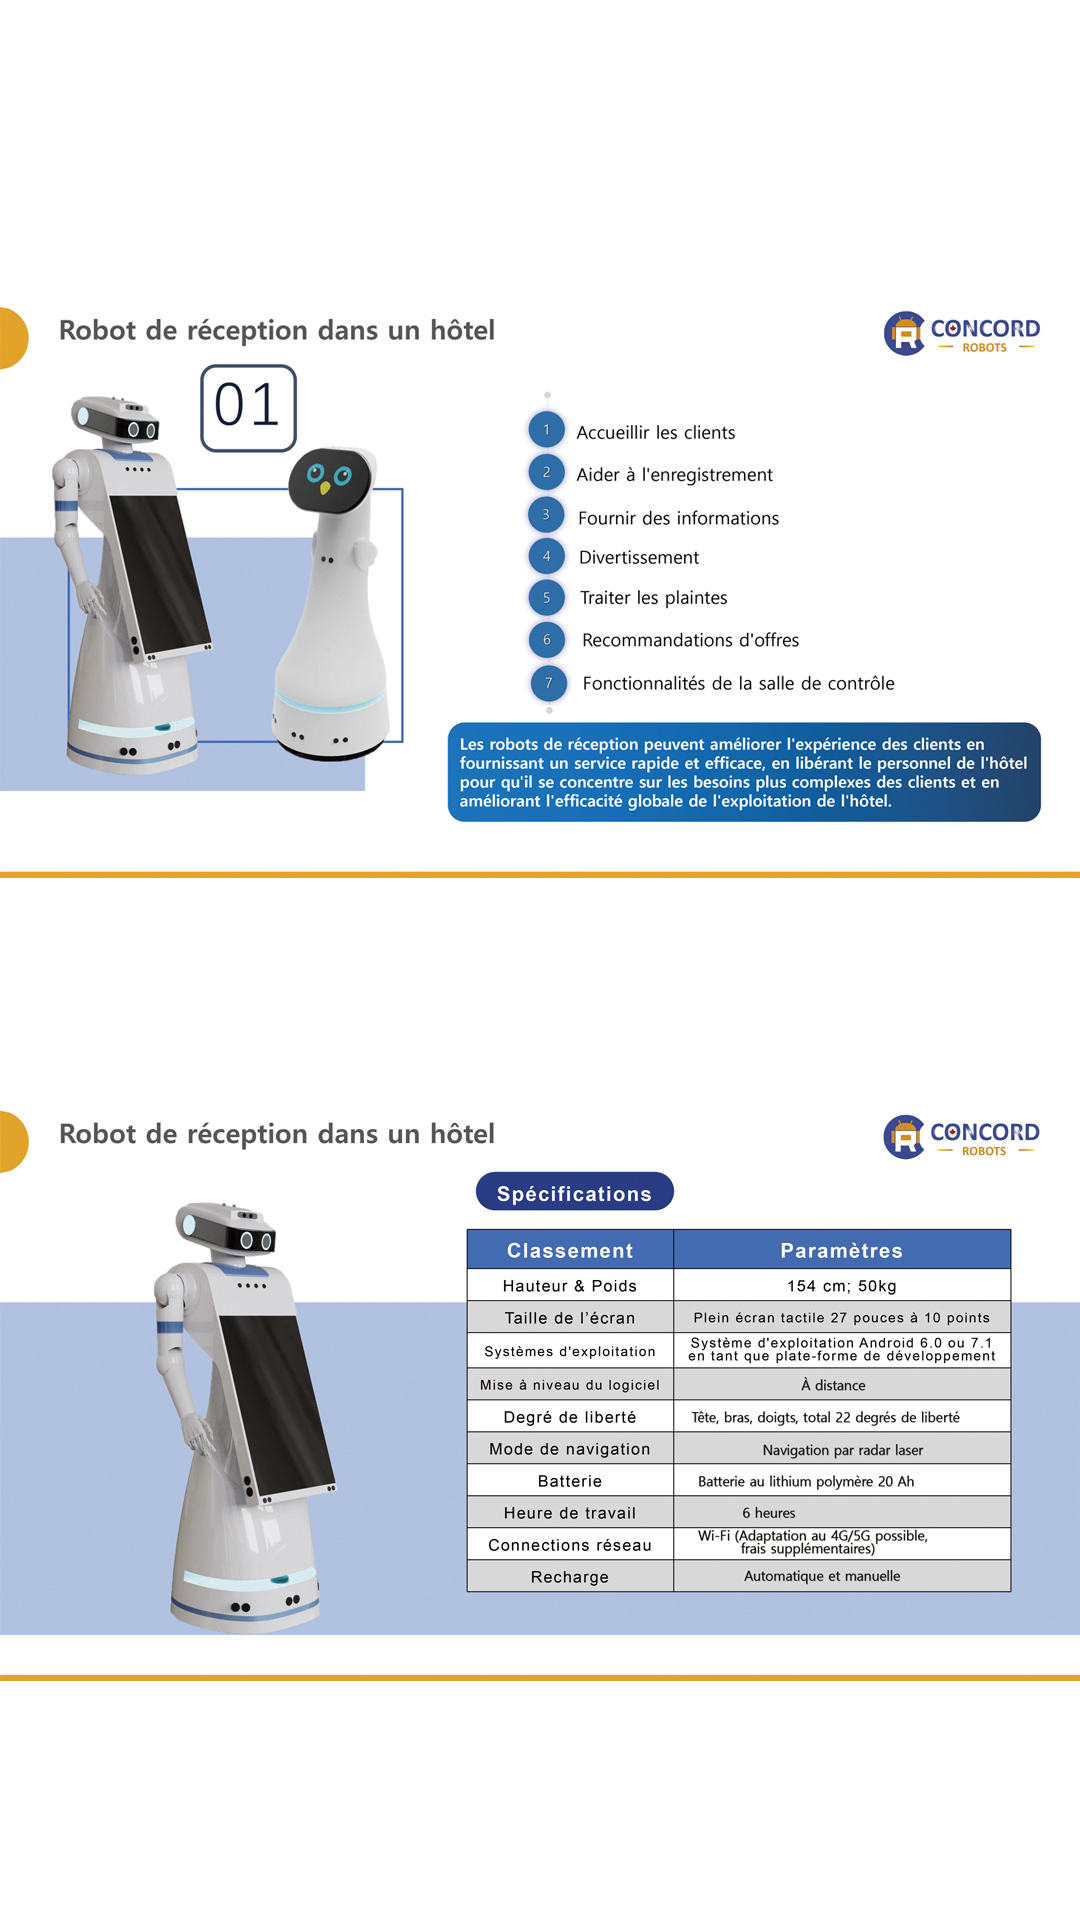 Robot de réception dans un hôtel
CONCORD
ROBOTS
01
1 Accueillir les clients
2 Aider à l'enregistrement
3 Fournir des informations
4 Divertissement
5 Traiter les plaintes
6 Recommandations d'offres
7 Fonctionnalités de la salle de contrôle
Les robots de réception peuvent améliorer l'expérience des clients en
fournissant un service rapide et efficace, en libérant le personnel de l'hôtel
pour qu'il se concentre sur les besoins plus complexes des clients et en
améliorant l'efficacité globale de l'exploitation de l'hôtel.
Robot de réception dans un hôtel
CONCORD
ROBOTS
Spécifications
Classement Paramètres
Hauteur & Poids 154 cm; 50kg
Taille de l'écran Plein écran tactile 27 pouces à 10 points
Systèmes d'exploitation Système d'exploitation Android 6.0 ou 7.1
en tant que plate-forme de développement
Mise à niveau du logiciel À distance
Degré de liberté Tête, bras, doigts, total 22 degrés de liberté
Mode de navigation Navigation par radar laser
Batterie Batterie au lithium polymère 20 Ah
Heure de travail 6 heures
Connections réseau Wi-Fi (Adaptation au 4G/5G possible,
frais supplémentaires)
Recharge Automatique et manuelle